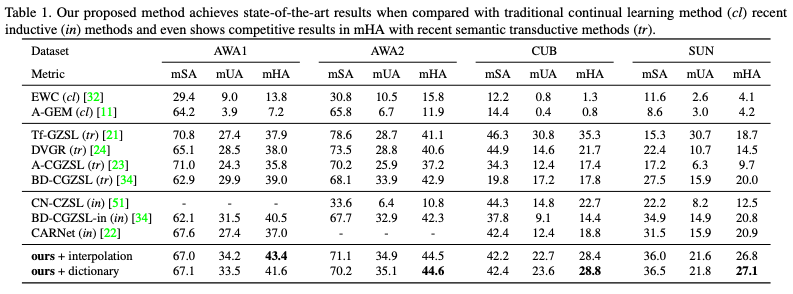 Table 1. Our proposed method achieves state-of-the-art results when compared with traditional continual learning method (cl) recent
inductive (in) methods and even shows competitive results in mHA with recent semantic transductive methods (tr).
Dataset AWA1 AWA2 CUB SUN
Metric mSA mUA mHA mSA mUA mHA mSA mUA mHA mSA mUA mHA
EWC (cl) [32] 29.4 9.0 13.8 30.8 10.5 15.8 12.2 0.8 1.3 11.6 2.6 4.1
A-GEM (cl) [11] 64.2 3.9 7.2 65.8 6.7 11.9 14.4 0.4 0.8 8.6 3.0 4.2
Tf-GZSL (tr) [21] 70.8 27.4 37.9 78.6 28.7 41.1 46.3 30.8 35.3 15.3 30.7 18.7
DVGR (tr) [24] 65.1 28.5 38.0 73.5 28.8 40.6 44.9 14.6 21.7 22.4 10.7 14.5
A-CGZSL (tr) [23] 71.0 24.3 35.8 70.2 25.9 37.2 34.3 12.4 17.4 17.2 6.3 9.7
BD-CGZSL (tr) [34] 62.9 29.9 39.0 68.1 33.9 42.9 19.8 17.2 17.8 27.5 15.9 20.0
CN-CZSL (in) [51] - - - 33.6 6.4 10.8 44.3 14.8 22.7 22.2 8.2 12.5
BD-CGZSL-in (in) [34] 62.1 31.5 40.5 67.7 32.9 42.3 37.8 9.1 14.4 34.9 14.9 20.8
CARNet (in) [22] 67.6 27.4 37.0 - - - 42.4 12.4 18.8 31.5 15.9 20.9
ours + interpolation 67.0 34.2 43.4 71.1 34.9 44.5 42.2 22.7 28.4 36.0 21.6 26.8
ours + dictionary 67.1 33.5 41.6 70.2 35.1 44.6 42.4 23.6 28.8 36.5 21.8 27.1